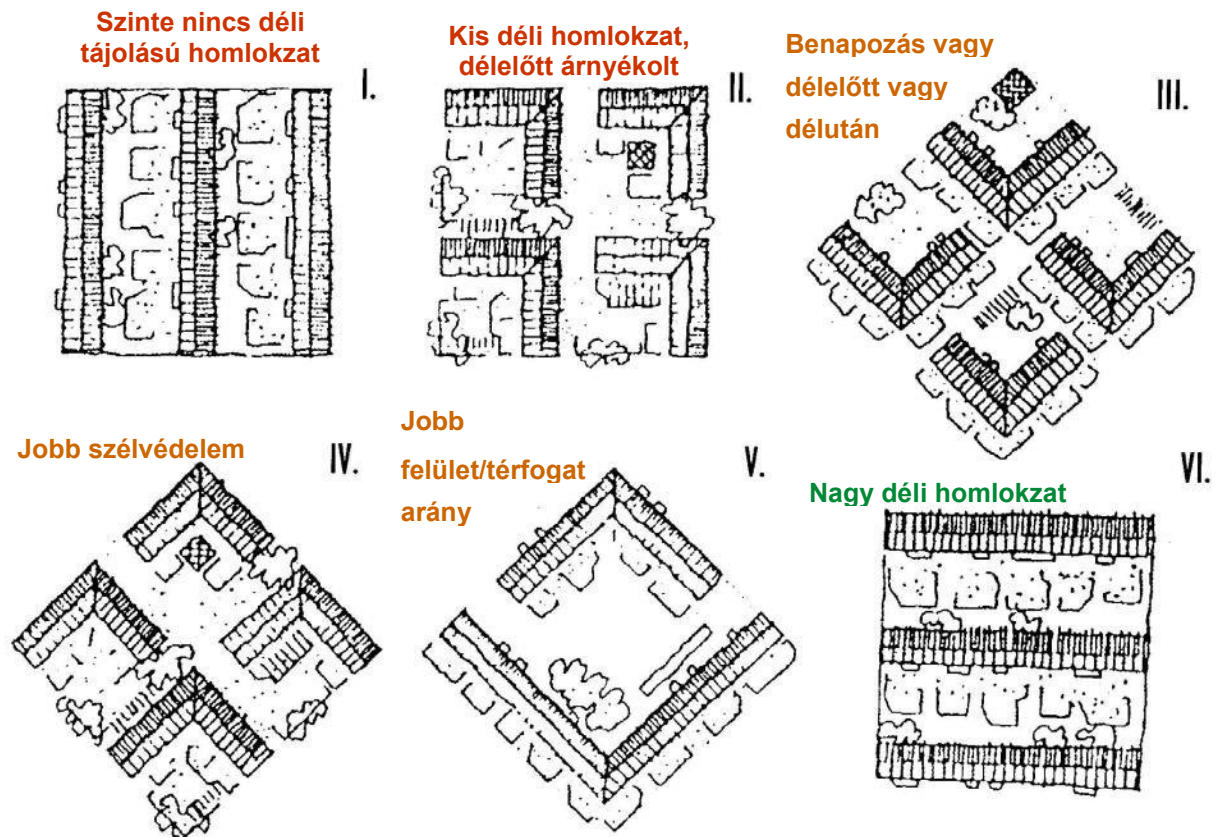 Szinte nincs déli
tájolású homlokzat
I.
Kis déli homlokzat,
délelőtt árnyékolt
II.
Benapozás vagy
délelőtt vagy
délután
III.
Jobb szélvédelem
IV.
Jobb
felület/térfogat
arány
V.
Nagy déli homlokzat
VI.